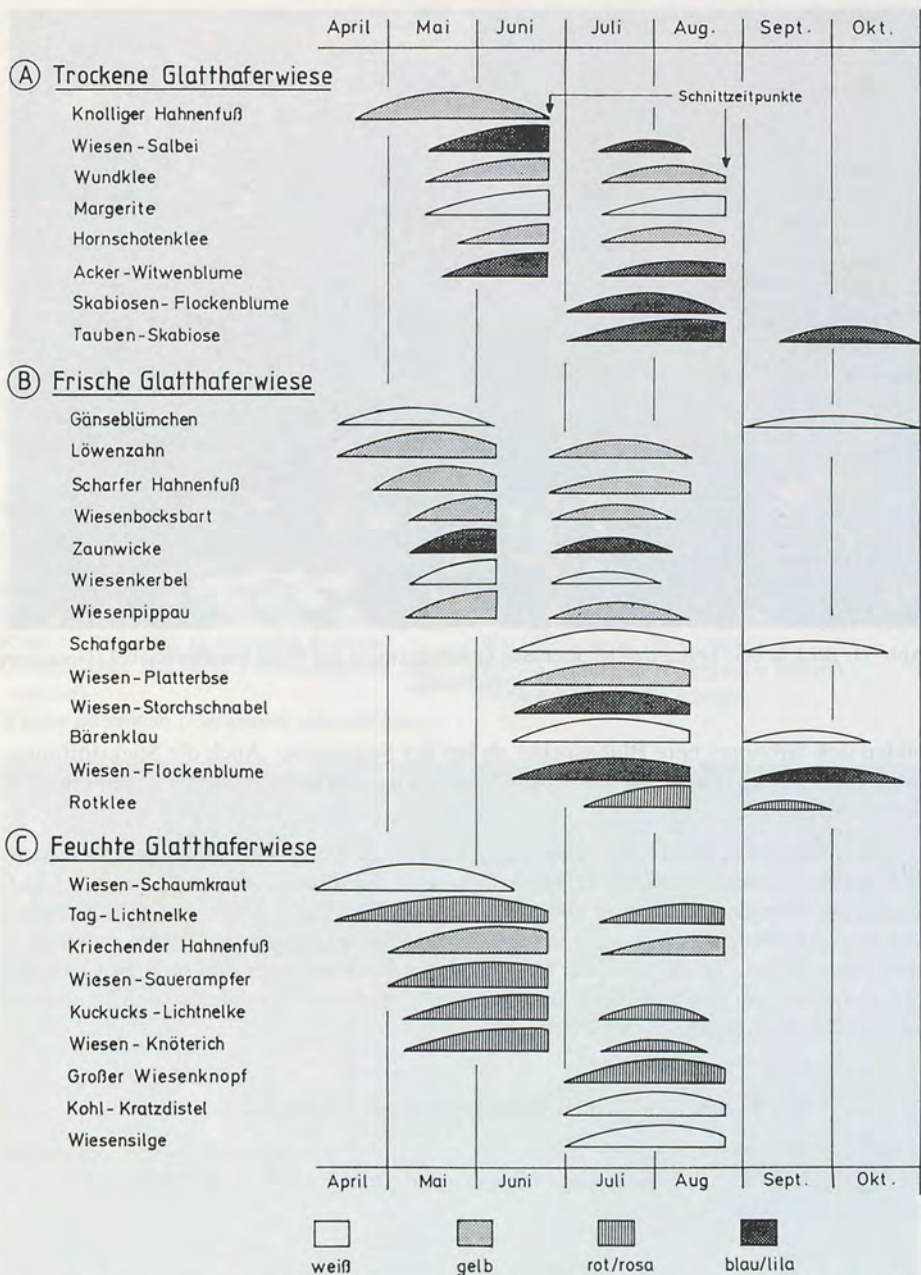 April Mai Juni Juli Aug. Sept. Okt.
A Trockene Glatthaferwiese
Schnittzeitpunkte
Knolliger Hahnenfuß
Wiesen-Salbei
Wundklee
Margerite
Hornschotenklee
Acker-Witwenblume
Skabiosen-Flockenblume
Tauben-Skabiose
B Frische Glatthaferwiese
Gänseblümchen
Löwenzahn
Scharfer Hahnenfuß
Wiesenbocksbart
Zaunwicke
Wiesenkerbel
Wiesenpippau
Schafgarbe
Wiesen-Platterbse
Wiesen-Storchschnabel
Bärenklau
Wiesen-Flockenblume
Rotklee
C Feuchte Glatthaferwiese
Wiesen-Schaumkraut
Tag-Lichtnelke
Kriechender Hahnenfuß
Wiesen-Sauerampfer
Kuckucks-Lichtnelke
Wiesen-Knöterich
Großer Wiesenknopf
Kohl-Kratzdistel
Wiesensilge
April Mai Juni Juli Aug Sept. Okt.
weiß gelb rot/rosa blau/lila